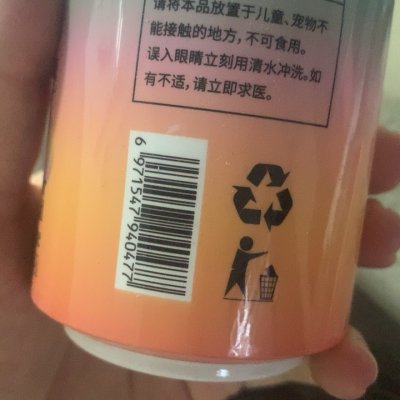 请将本品放置于儿童、宠物不
能接触的地方，不可食用。
误入眼睛立刻用清水冲洗。如
有不适，请立即求医。
6 971547 940477